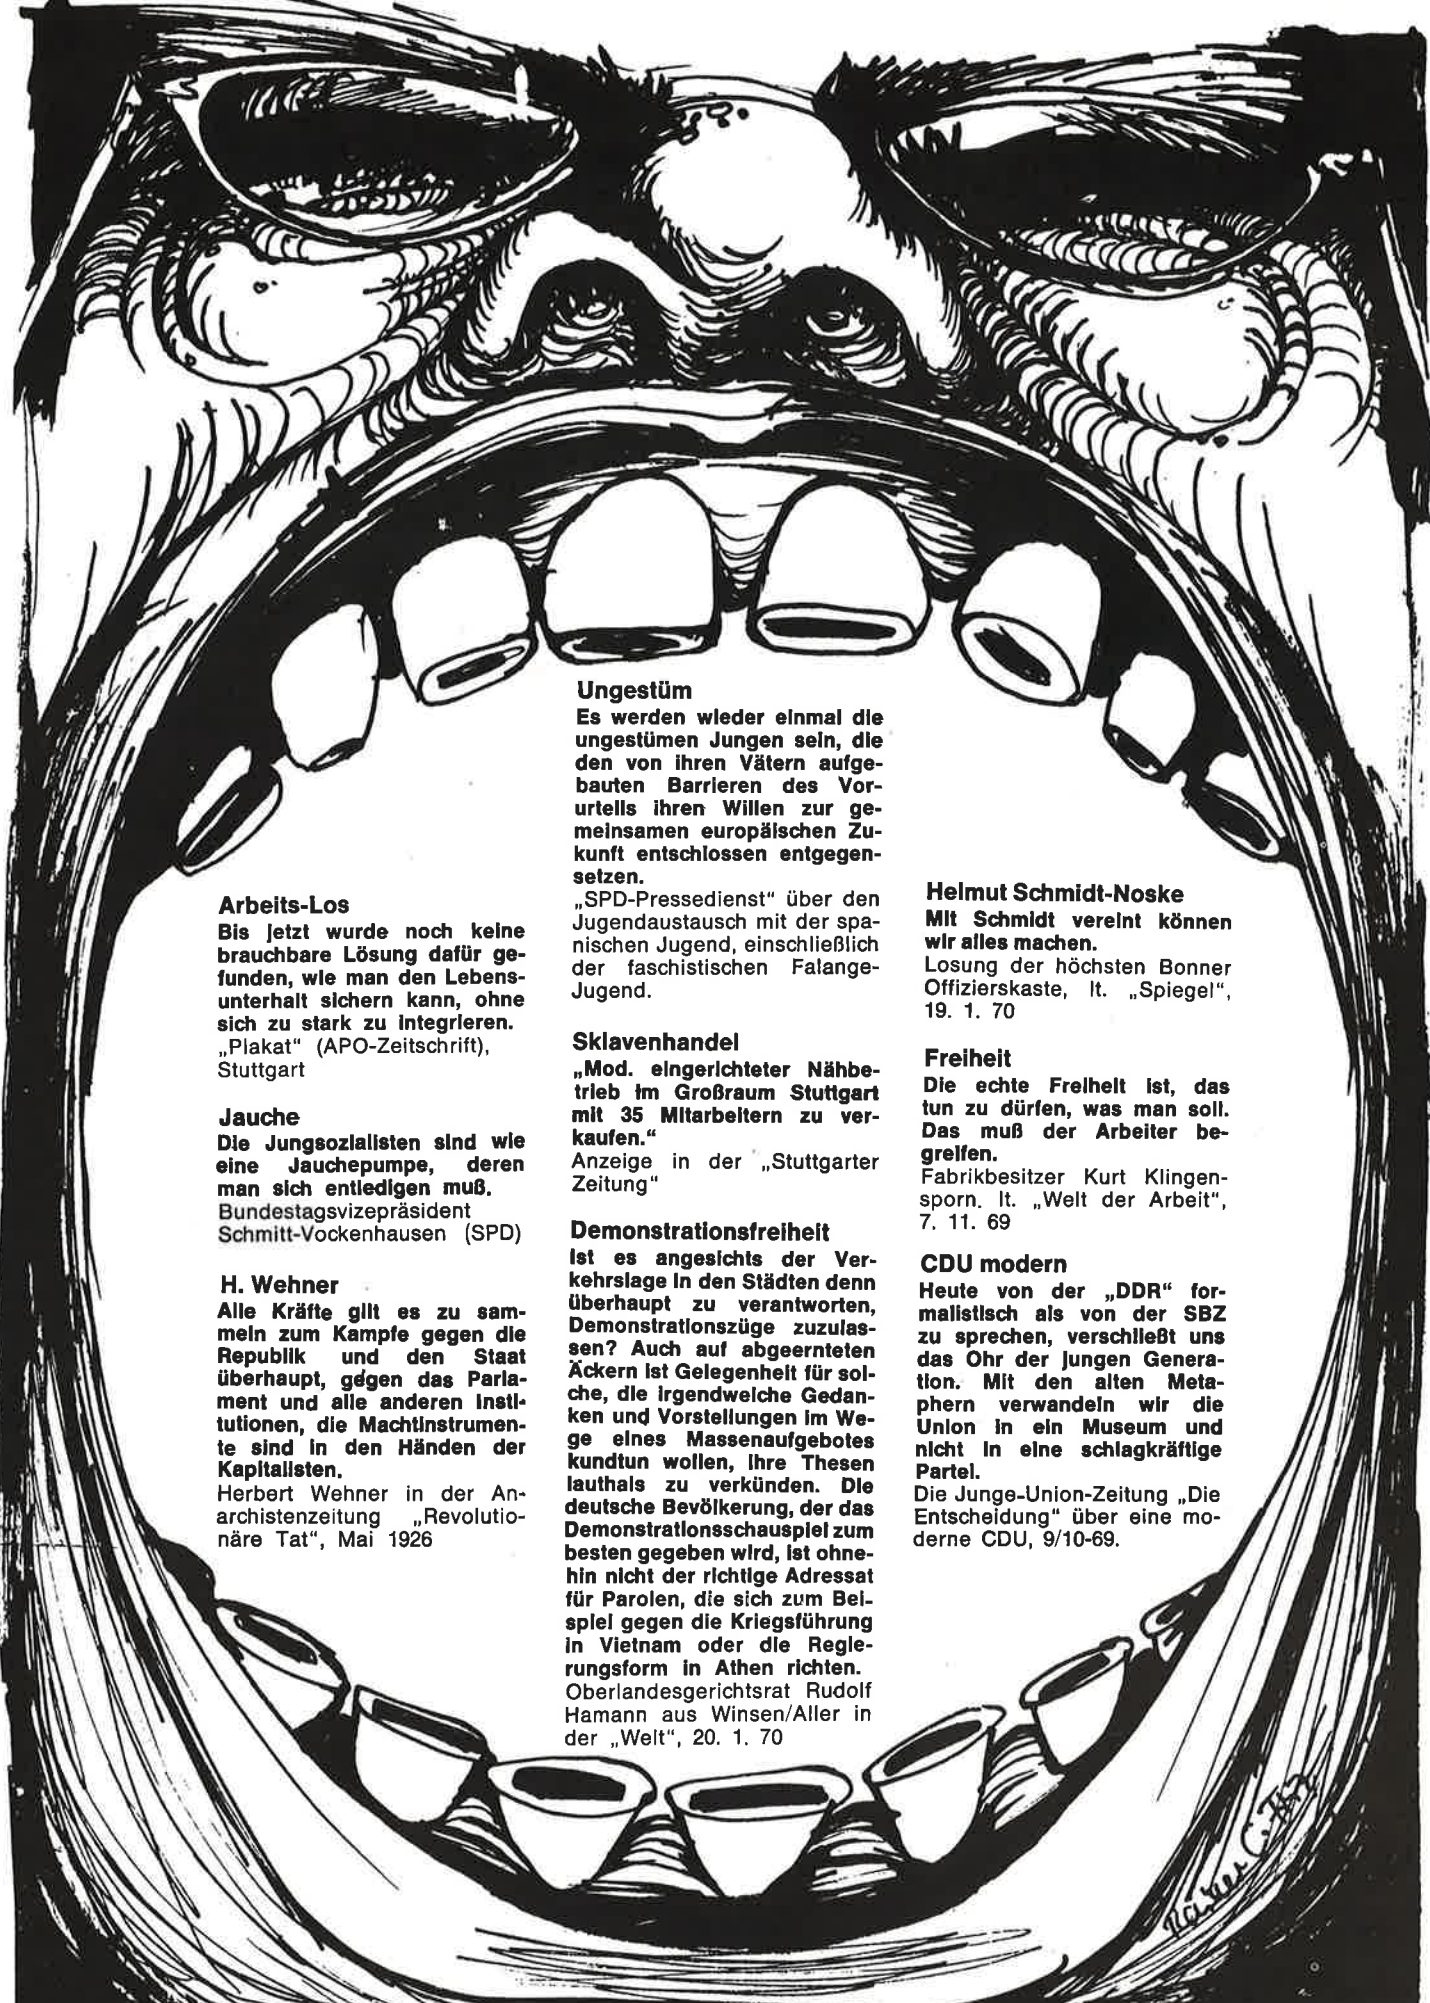 Arbeits-Los
Bis jetzt wurde noch keine
brauchbare Lösung dafür ge-
funden, wie man den Lebens-
unterhalt sichern kann, ohne
sich zu stark zu integrieren.
„Plakat“ (APO-Zeitschrift),
Stuttgart
Jauche
Die Jungsozialisten sind wie
eine Jauchepumpe, deren
man sich entledigen muß.
Bundestagsvizepräsident
Schmitt-Vockenhausen (SPD)
H. Wehner
Alle Kräfte gilt es zu sam-
meln zum Kampfe gegen die
Republik und den Staat
überhaupt, gegen das Parla-
ment und alle anderen Insti-
tutionen, die Machtinstrumen-
te sind in den Händen der
Kapitalisten.
Herbert Wehner in der An-
archistenzeitung „Revolutio-
näre Tat“, Mai 1926
Ungestüm
Es werden wieder einmal die
ungestümen Jungen sein, die
den von ihren Vätern aufge-
bauten Barrieren des Vor-
urteils ihren Willen zur ge-
meinsamen europäischen Zu-
kunft entschlossen entgegen-
setzen.
„SPD-Pressedienst“ über den
Jugendaustausch mit der spa-
nischen Jugend, einschließlich
der faschistischen Falange-
Jugend.
Sklavenhandel
„Mod. eingerichteter Nähbe-
trieb im Großraum Stuttgart
mit 35 Mitarbeitern zu ver-
kaufen.“
Anzeige in der „Stuttgarter
Zeitung“
Demonstrationsfreiheit
Ist es angesichts der Ver-
kehrslage in den Städten denn
überhaupt zu verantworten,
Demonstrationszüge zuzulas-
sen? Auch auf abgeernteten
Äckern ist Gelegenheit für sol-
che, die irgendwelche Gedan-
ken und Vorstellungen im We-
ge eines Massenaufgebotes
kundtun wollen, ihre Thesen
lauthals zu verkünden. Die
deutsche Bevölkerung, der das
Demonstrationsschauspiel zum
besten gegeben wird, ist ohne-
hin nicht der richtige Adressat
für Parolen, die sich zum Bei-
spiel gegen die Kriegsführung
in Vietnam oder die Regie-
rungsform in Athen richten.
Oberlandesgerichtsrat Rudolf
Hamann aus Winsen/Aller in
der „Welt“, 20. 1. 70
Helmut Schmidt-Noske
Mit Schmidt vereint können
wir alles machen.
Losung der höchsten Bonner
Offizierskaste, lt. „Spiegel“,
19. 1. 70
Freiheit
Die echte Freiheit ist, das
tun zu dürfen, was man soll.
Das muß der Arbeiter be-
greifen.
Fabrikbesitzer Kurt Klingen-
sporn. lt. „Welt der Arbeit“,
7. 11. 69
CDU modern
Heute von der „DDR“ for-
malistisch als von der SBZ
zu sprechen, verschließt uns
das Ohr der jungen Genera-
tion. Mit den alten Meta-
phern verwandeln wir die
Union in ein Museum und
nicht in eine schlagkräftige
Partei.
Die Junge-Union-Zeitung „Die
Entscheidung“ über eine mo-
derne CDU, 9/10-69.